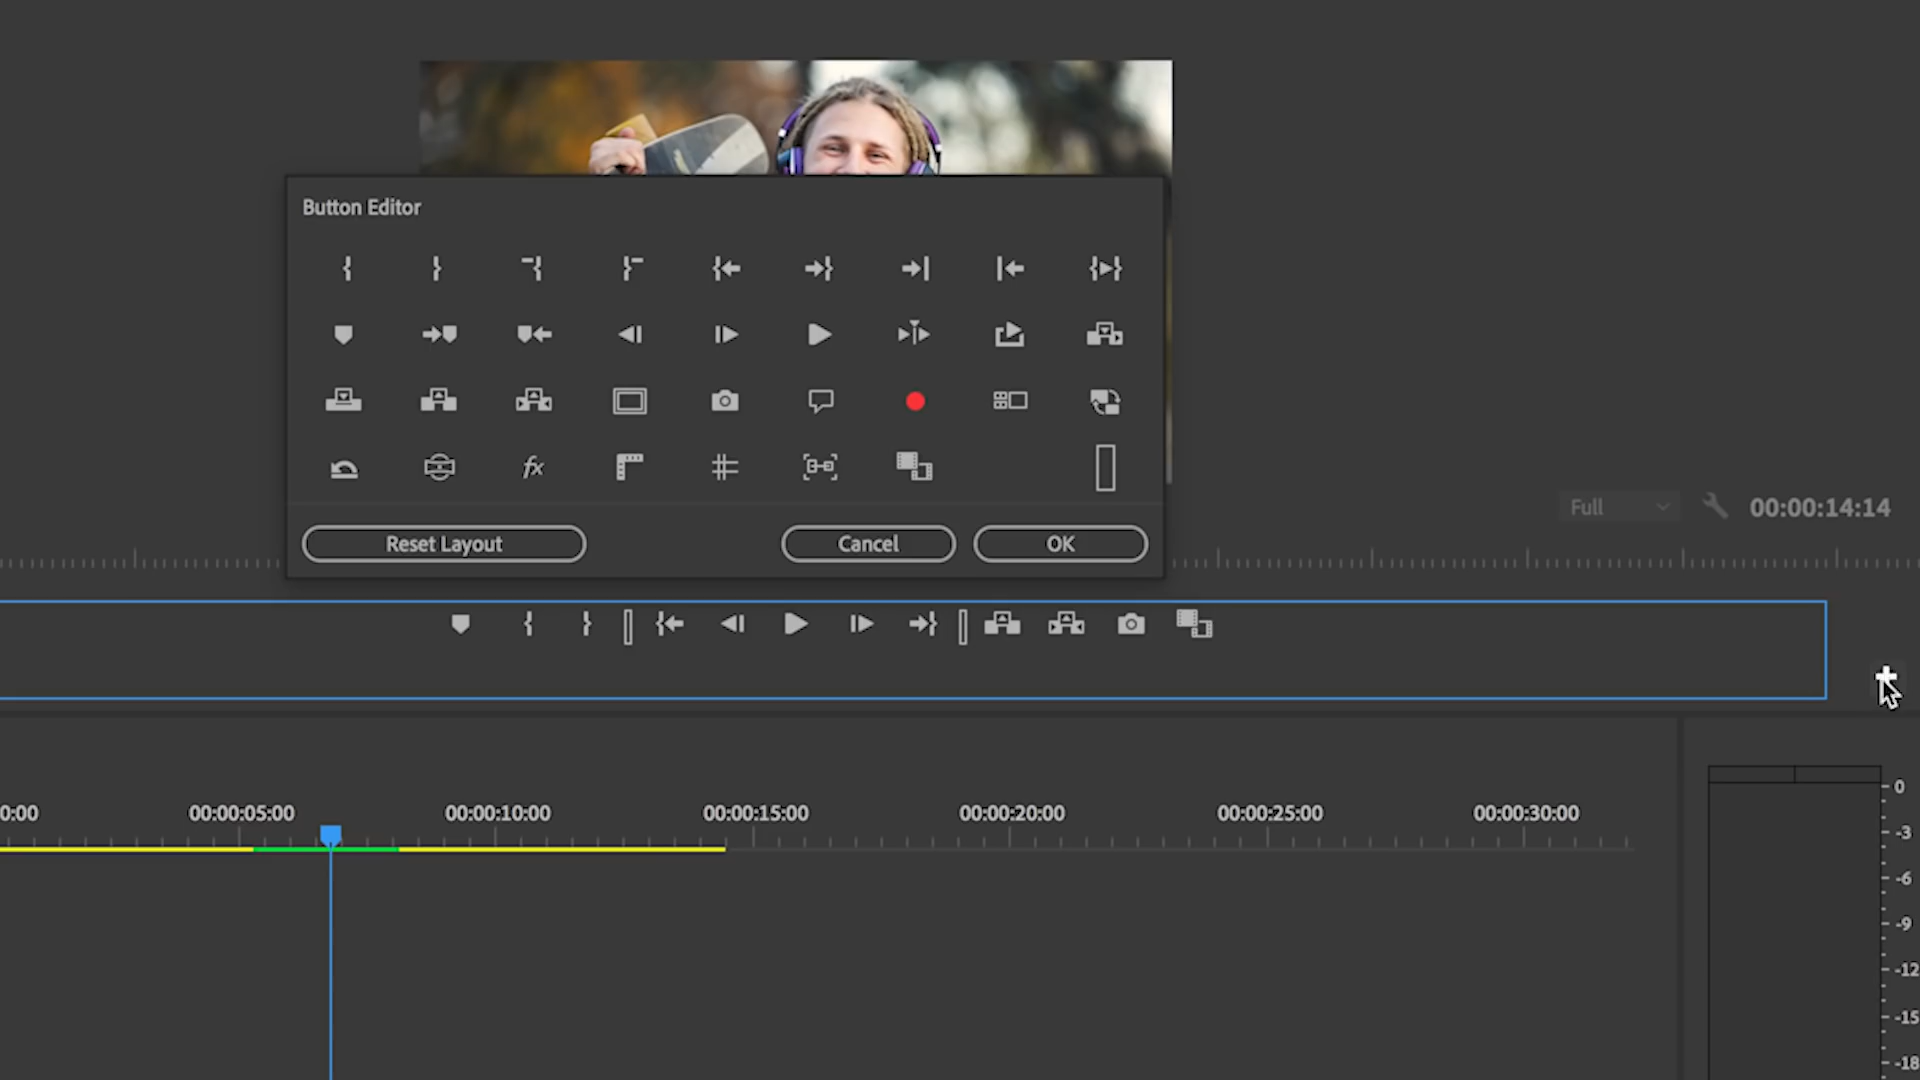 Button Editor
fx
Reset Layout
Cancel
OK
Full
00:00:14:14
0:00
00:00:05:00
00:00:10:00
00:00:15:00
00:00:20:00
00:00:25:00
00:00:30:00
0
-3
-6
-9
-12
-15
-18